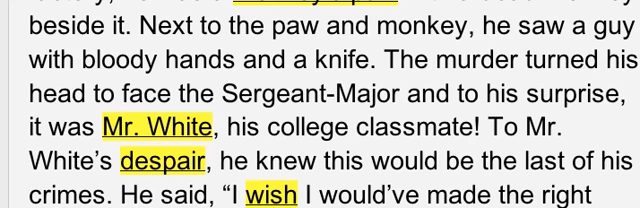 beside it. Next to the paw and monkey, he saw a guy
with bloody hands and a knife. The murder turned his
head to face the Sergeant-Major and to his surprise,
it was Mr. White, his college classmate! To Mr.
White’s despair, he knew this would be the last of his
crimes. He said, “I wish I would’ve made the right